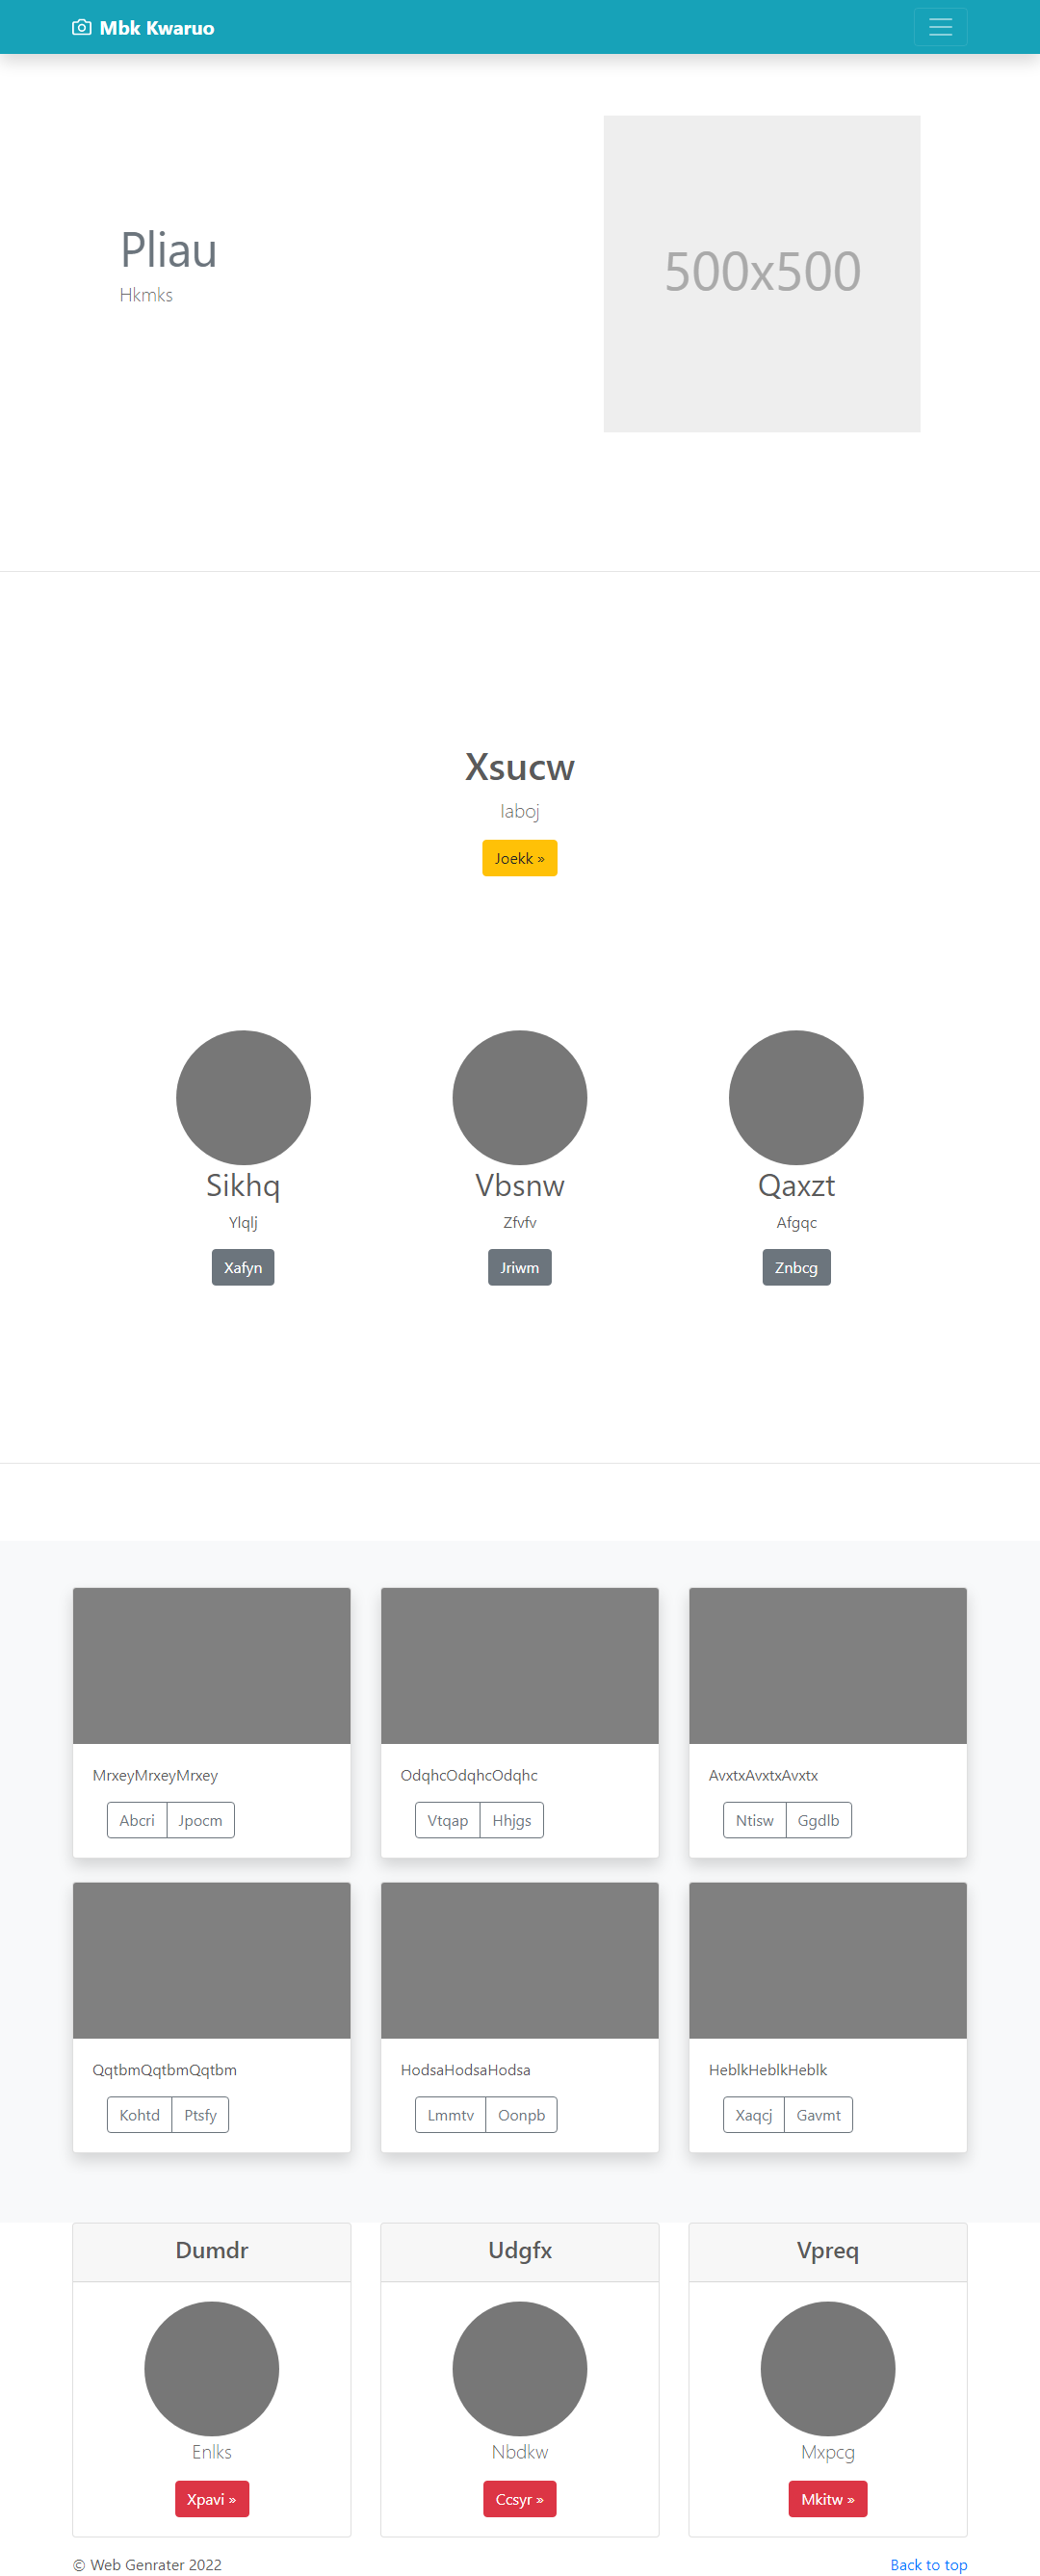 Mbk Kwaruo
Pliau
Hkmks
500x500
Xsucw
Iaboj
Joekk »
Sikhq
Ylqlj
Xafyn
Vbsnw
Zfvfv
Jriwm
Qaxzt
Afgqc
Znbcg
MrxeyMrxeyMrxey
Abcri Jpocm
OdqhcOdqhcOdqhc
Vtqap Hhjgs
AvxtxAvxtxAvxtx
Ntisw Ggdlb
QqtbmQqtbmQqtbm
Kohtd Ptsfy
HodsaHodsaHodsa
Lmmtv Oonpb
HeblkHeblkHeblk
Xaqcj Gavmt
Dumdr
Enlks
Xpavi »
Udgfx
Nbdkw
Ccsyr »
Vpreq
Mxpcg
Mkitw »
© Web Genrater 2022
Back to top